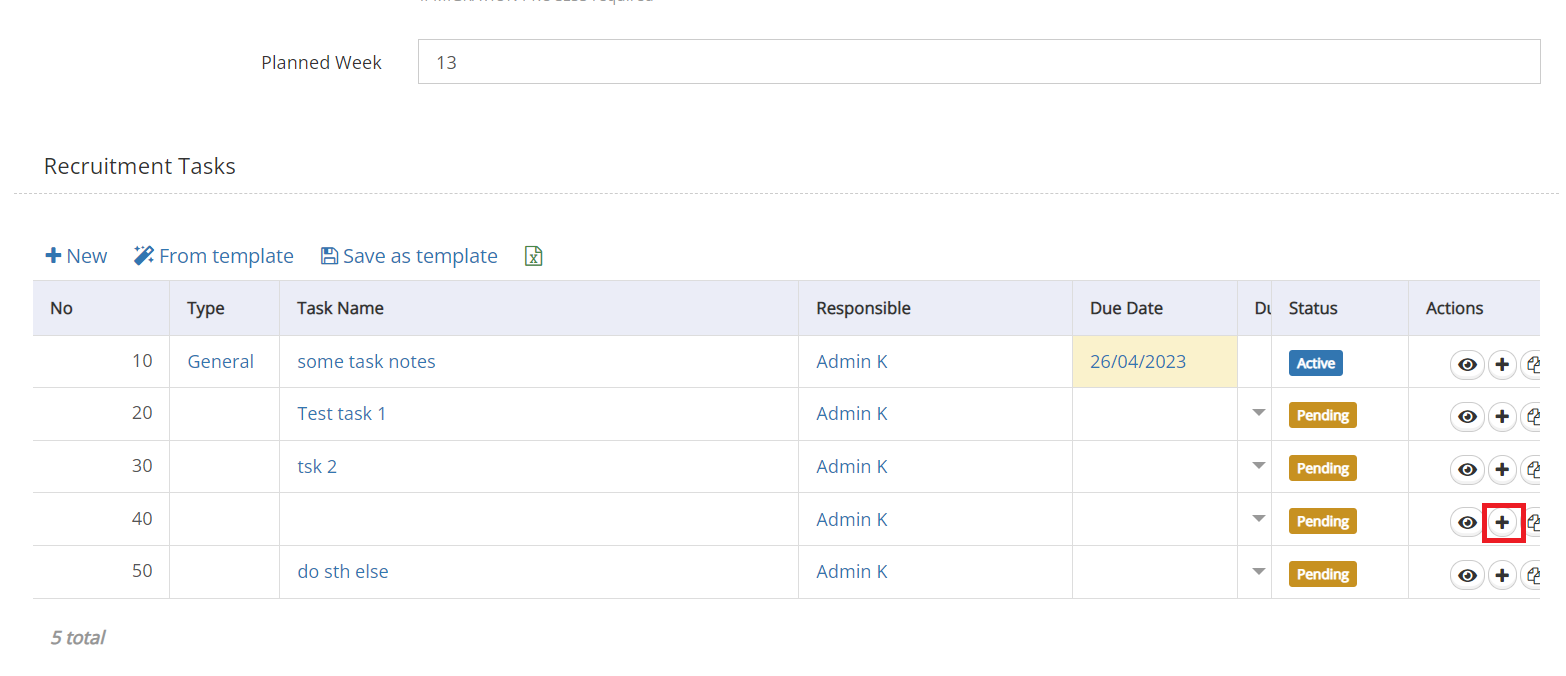 Planned Week 13
Recruitment Tasks
New From template Save as template
No Type Task Name Responsible Due Date Du Status Actions
10 General some task notes Admin K 26/04/2023 Active
20 Test task 1 Admin K Pending
30 tsk 2 Admin K Pending
40 Admin K Pending
50 do sth else Admin K Pending
5 total